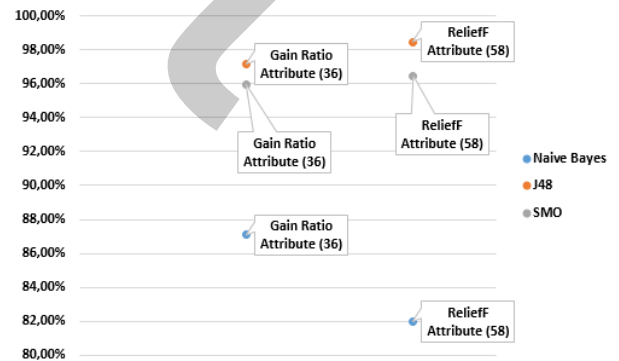 100,00%
98,00%
96,00%
94,00%
92,00%
90,00%
88,00%
86,00%
84,00%
82,00%
80,00%
Gain Ratio
Attribute (36)
ReliefF
Attribute (58)
Gain Ratio
Attribute (36)
ReliefF
Attribute (58)
Gain Ratio
Attribute (36)
ReliefF
Attribute (58)
Naive Bayes
J48
SMO